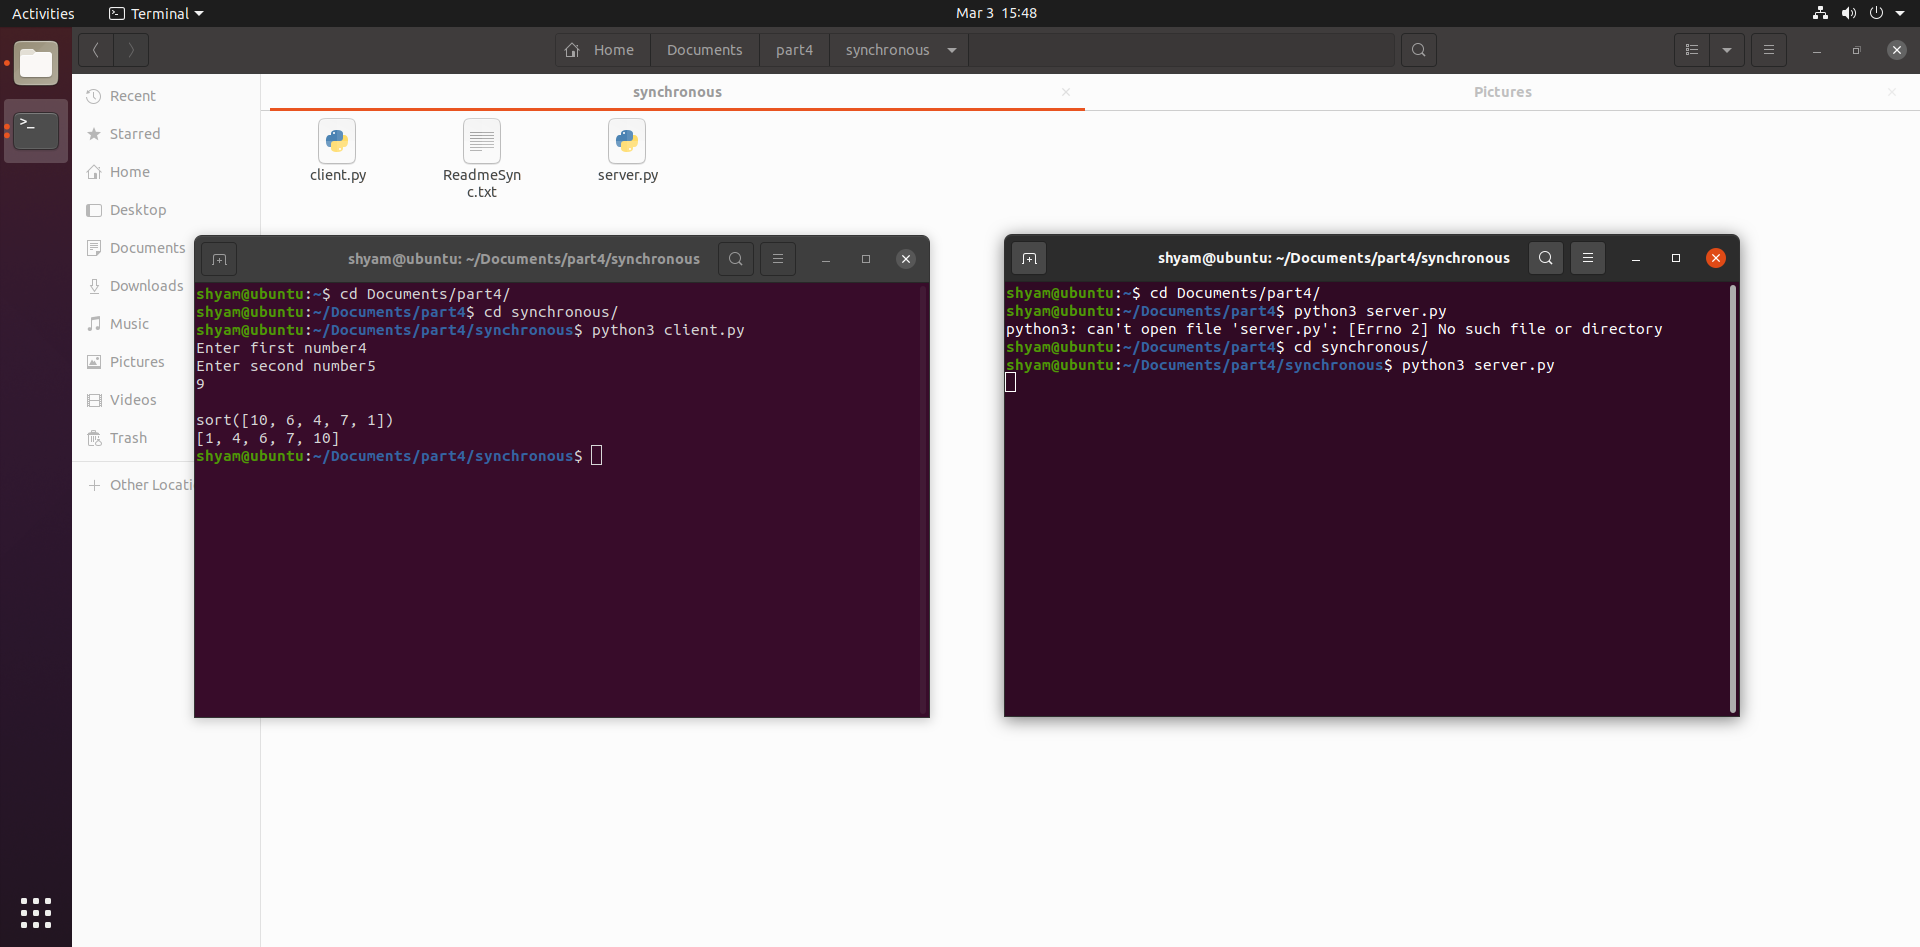 Activities
Terminal
Mar 3 15:48
Home
Documents
part4
synchronous
Recent
Starred
Home
Desktop
Documents
Downloads
Music
Pictures
Videos
Trash
Other Locati
synchronous
Pictures
client.py
ReadmeSyn
c.txt
server.py
shyam@ubuntu: ~/Documents/part4/synchronous
shyam@ubuntu:~$ cd Documents/part4/
shyam@ubuntu:~/Documents/part4$ cd synchronous/
shyam@ubuntu:~/Documents/part4/synchronous$ python3 client.py
Enter first number4
Enter second number5
9
sort([10, 6, 4, 7, 1])
[1, 4, 6, 7, 10]
shyam@ubuntu:~/Documents/part4/synchronous$
shyam@ubuntu: ~/Documents/part4/synchronous
shyam@ubuntu:~$ cd Documents/part4/
shyam@ubuntu:~/Documents/part4$ python3 server.py
python3: can't open file 'server.py': [Errno 2] No such file or directory
shyam@ubuntu:~/Documents/part4$ cd synchronous/
shyam@ubuntu:~/Documents/part4/synchronous$ python3 server.py